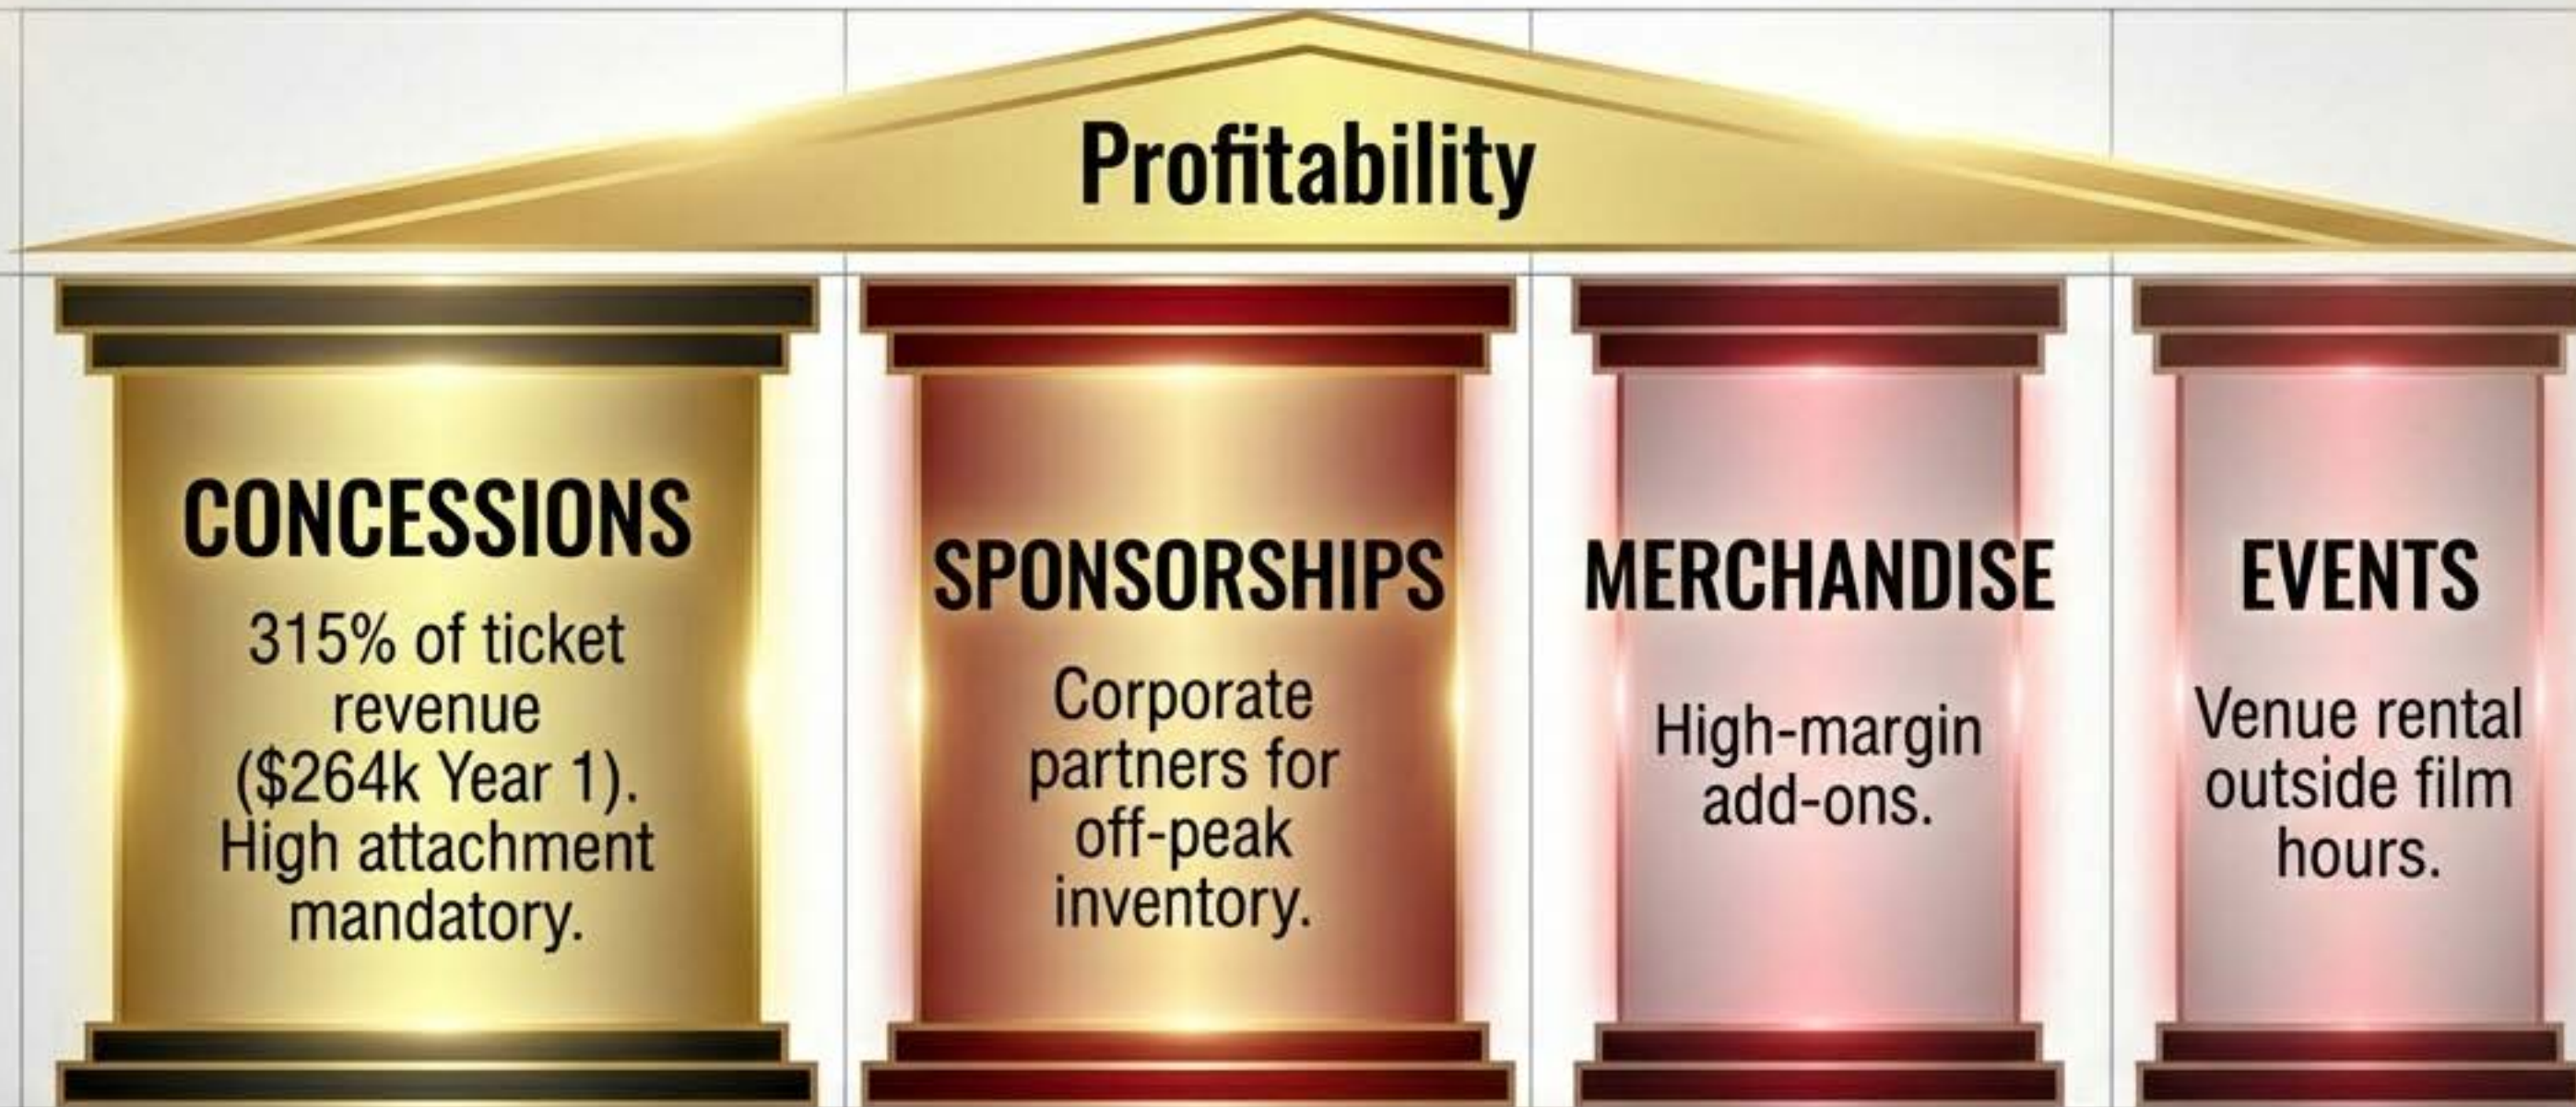 Profitability
CONCESSIONS
315% of ticket
revenue
($264k Year 1).
High attachment
mandatory.
SPONSORSHIPS
Corporate
partners for
off-peak
inventory.
MERCHANDISE
High-margin
add-ons.
EVENTS
Venue rental
outside film
hours.